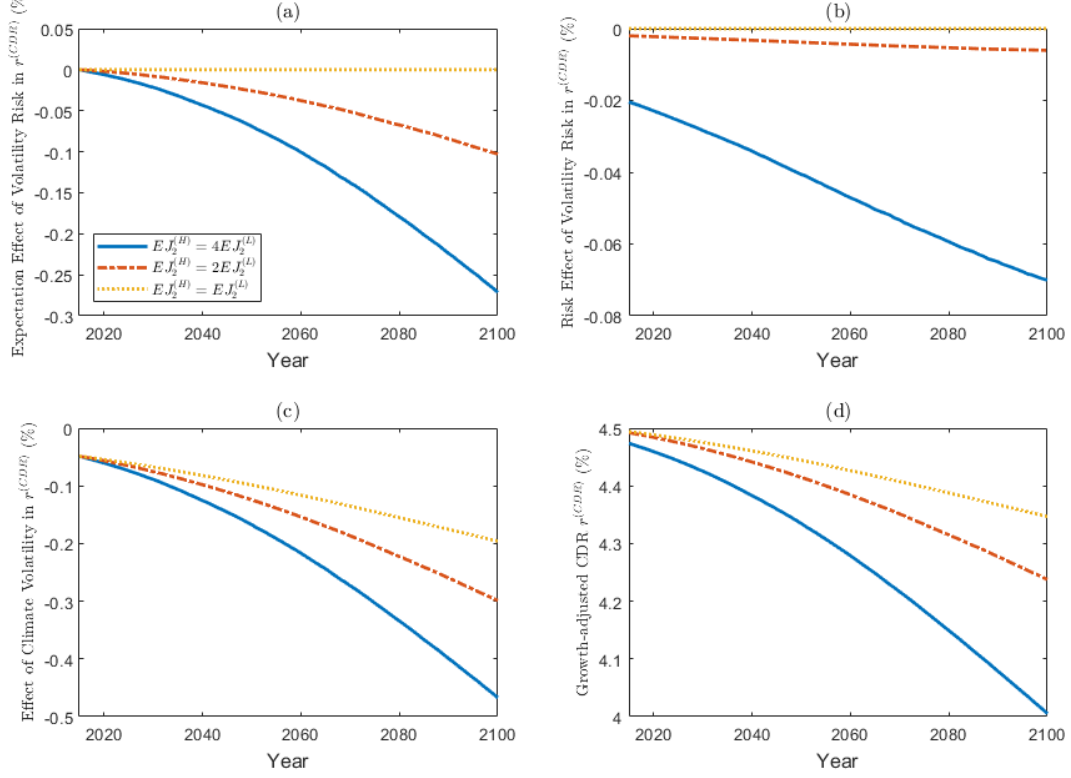 (a)
Expectation Effect of Volatility Risk in r^(CDR) (%
0.05
0
-0.05
-0.1
-0.15
-0.2
-0.25
-0.3
EJ_2^(H) = 4EJ_2^(L)
EJ_2^(H) = 2EJ_2^(L)
EJ_2^(H) = EJ_2^(L)
2020 2040 2060 2080 2100
Year
(b)
Risk Effect of Volatility Risk in r^(CDR) (%)
0
-0.02
-0.04
-0.06
-0.08
2020 2040 2060 2080 2100
Year
(c)
Effect of Climate Volatility in r^(CDR) (%)
0
-0.1
-0.2
-0.3
-0.4
-0.5
2020 2040 2060 2080 2100
Year
(d)
Growth-adjusted CDR r^(CDR) (%)
4.5
4.4
4.3
4.2
4.1
4
2020 2040 2060 2080 2100
Year